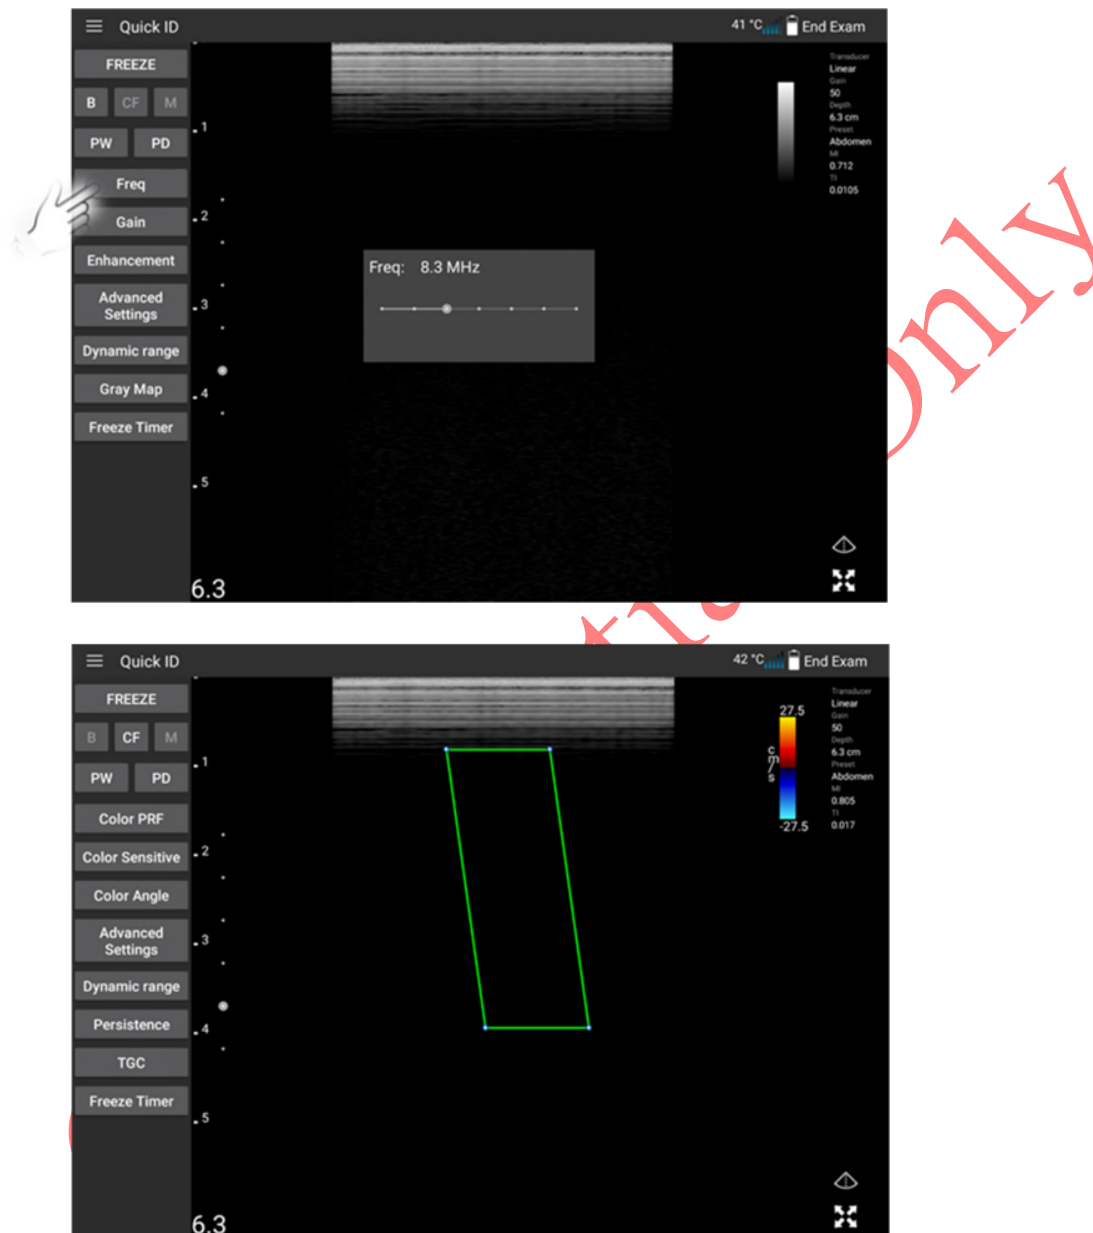 Quick ID
41 °C
End Exam
FREEZE
B CF M
PW PD
Freq
Gain
Enhancement
Advanced
Settings
Dynamic range
Gray Map
Freeze Timer
1
2
3
4
5
6.3
Freq: 8.3 MHz
Transducer
Linear
Gain
50
Depth
6.3 cm
Preset
Abdomen
MI
0.712
TI
0.0105
Only
Quick ID
42 °C
End Exam
FREEZE
B CF M
PW PD
Color PRF
Color Sensitive
Color Angle
Advanced
Settings
Dynamic range
Persistence
TGC
Freeze Timer
1
2
3
4
5
6.3
27.5
cm/s
-27.5
Transducer
Linear
Gain
50
Depth
6.3 cm
Preset
Abdomen
MI
0.805
TI
0.017